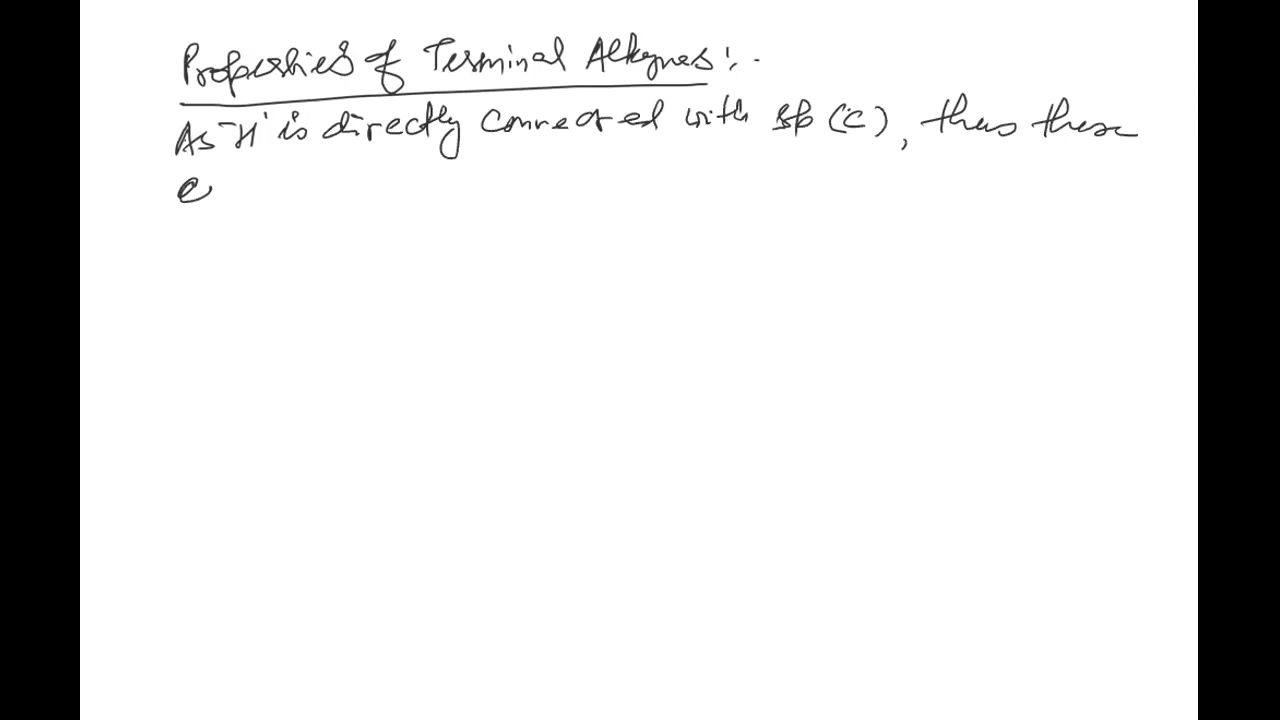 Properties of Terminal Alkynes :-
As 'H' is directly connected with sp (C), thus these
e